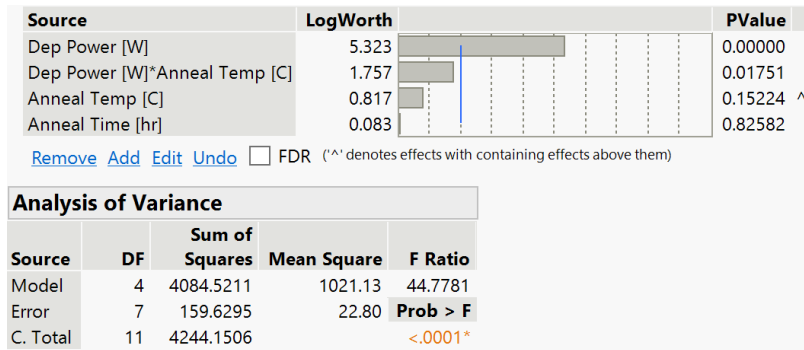 Source LogWorth PValue
Dep Power [W] 5.323 0.00000
Dep Power [W]*Anneal Temp [C] 1.757 0.01751
Anneal Temp [C] 0.817 0.15224 ^
Anneal Time [hr] 0.083 0.82582
Remove Add Edit Undo FDR ('^' denotes effects with containing effects above them)
Analysis of Variance
Sum of
Source DF Squares Mean Square F Ratio
Model 4 4084.5211 1021.13 44.7781
Error 7 159.6295 22.80 Prob > F
C. Total 11 4244.1506 <.0001*